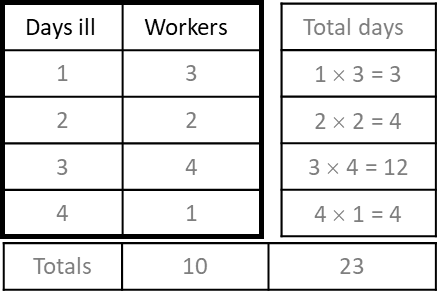 Days ill Workers Total days
1 3 1 × 3 = 3
2 2 2 × 2 = 4
3 4 3 × 4 = 12
4 1 4 × 1 = 4
Totals 10 23